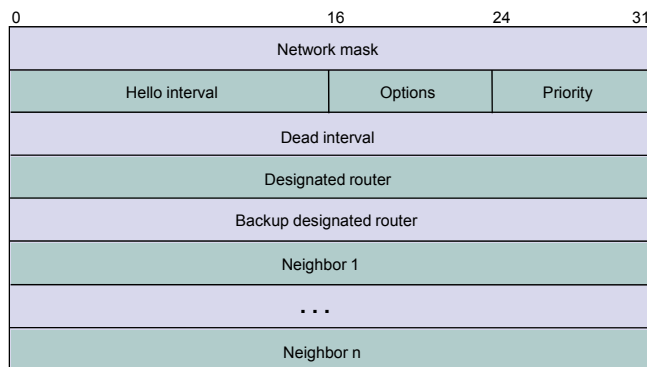 0 16 24 31
Network mask
Hello interval Options Priority
Dead interval
Designated router
Backup designated router
Neighbor 1
. . .
Neighbor n